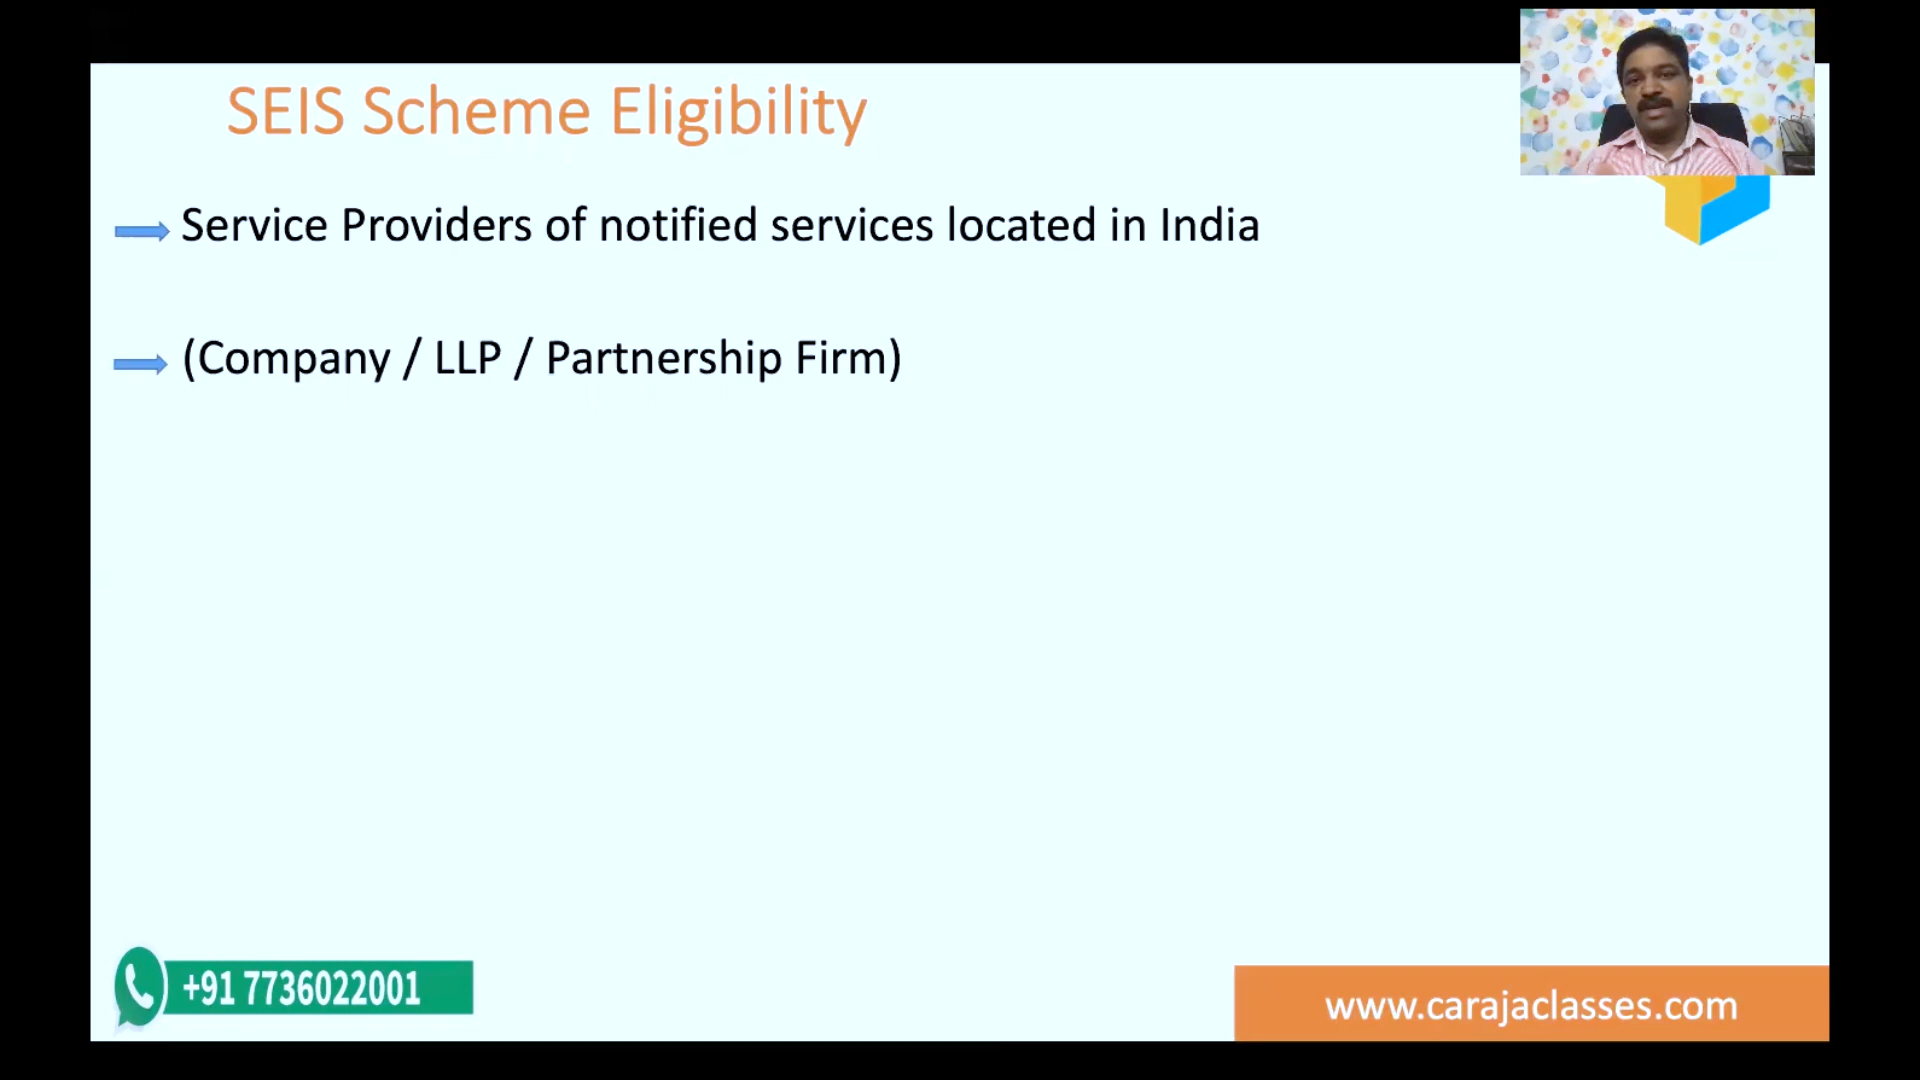 SEIS Scheme Eligibility
Service Providers of notified services located in India
(Company / LLP / Partnership Firm)
+91 7736022001
www.carajaclasses.com